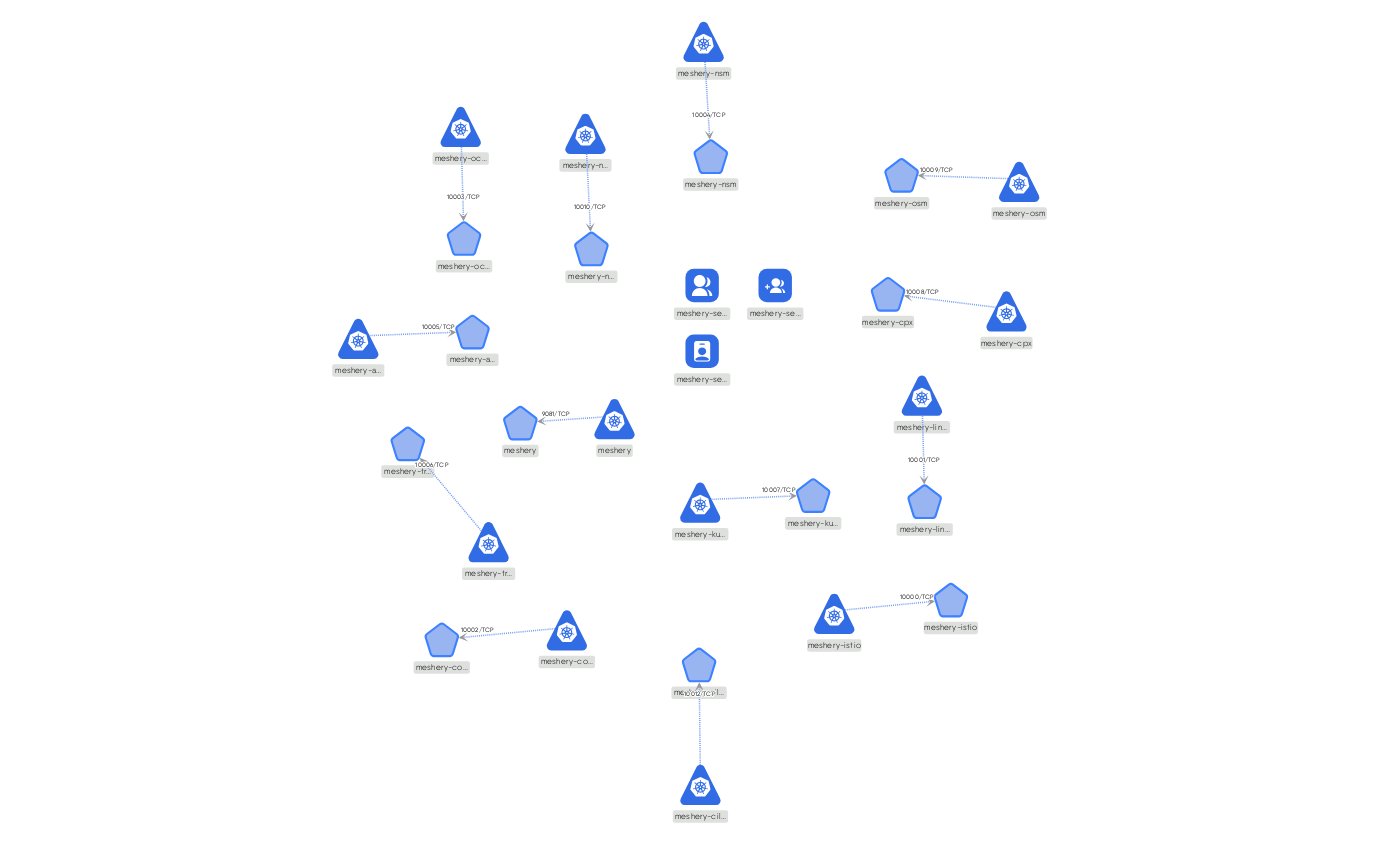 meshery-nsm
10004/TCP
meshery-nsm
meshery-oc...
10003/TCP
meshery-oc...
meshery-n...
10010/TCP
meshery-n...
10009/TCP
meshery-osm
meshery-osm
meshery-se...
meshery-se...
meshery-se...
10008/TCP
meshery-cpx
meshery-cpx
10005/TCP
meshery-a...
meshery-a...
9081/TCP
meshery
meshery
meshery-lin...
10001/TCP
meshery-lin...
10006/TCP
meshery-tr...
meshery-tr...
10007/TCP
meshery-ku...
meshery-ku...
10000/TCP
meshery-istio
meshery-istio
10002/TCP
meshery-co...
meshery-co...
10012/TCP
meshery-cil...